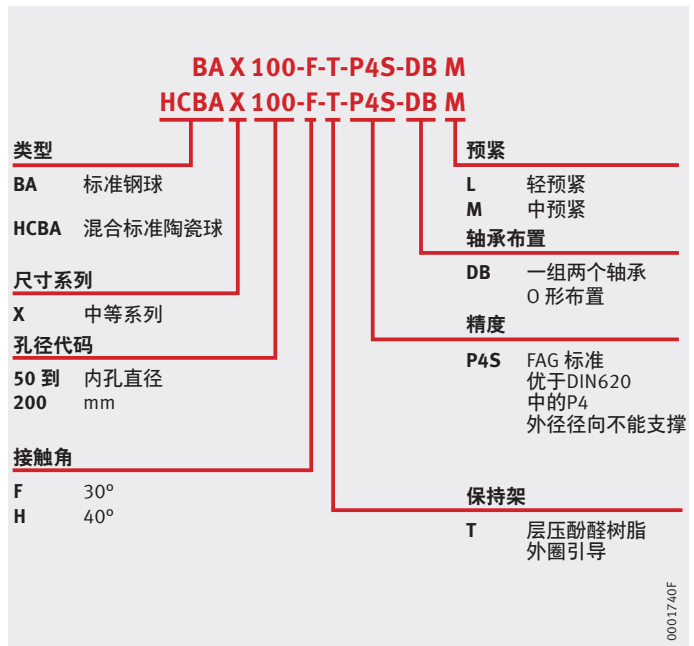 BA X 100-F-T-P4S-DB M
HCBA X 100-F-T-P4S-DB M
类型
BA 标准钢球
HCBA 混合标准陶瓷球
尺寸系列
X 中等系列
孔径代码
50 到 内孔直径
200 mm
接触角
F 30°
H 40°
预紧
L 轻预紧
M 中预紧
轴承布置
DB 一组两个轴承
O 形布置
精度
P4S FAG 标准
优于DIN620
中的P4
外径径向不能支撑
保持架
T 层压酚醛树脂
外圈引导
0001740F